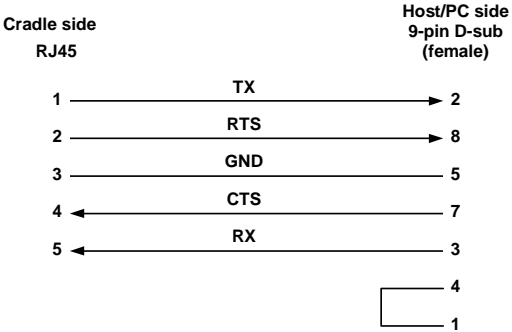 Cradle side
RJ45
Host/PC side
9-pin D-sub
(female)
1 TX 2
2 RTS 8
3 GND 5
4 CTS 7
5 RX 3
4
1